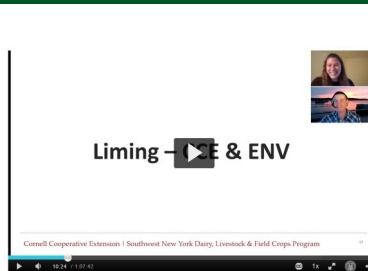 Liming – CCE & ENV
Cornell Cooperative Extension | Southwest New York Dairy, Livestock & Field Crops Program
10:24 / 1:07:42
1x